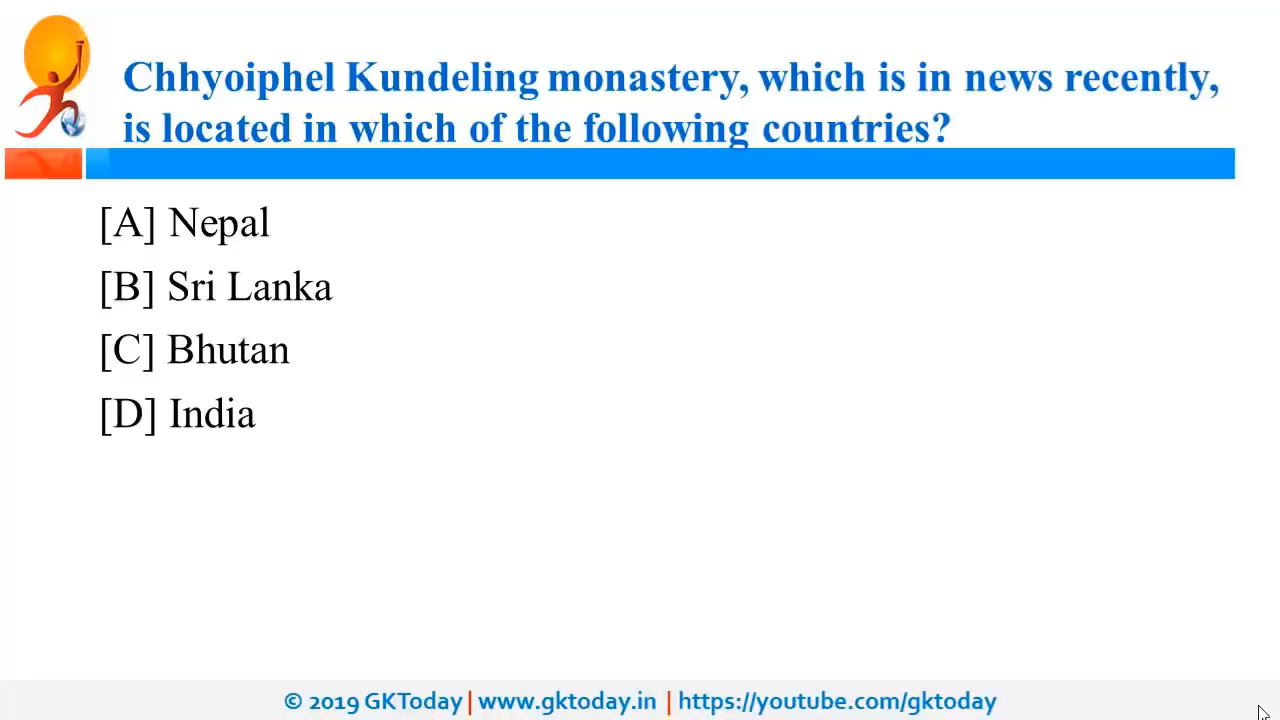 Chhyoiphel Kundeling monastery, which is in news recently,
is located in which of the following countries?
[A] Nepal
[B] Sri Lanka
[C] Bhutan
[D] India
© 2019 GKToday | www.gktoday.in | https://youtube.com/gktoday